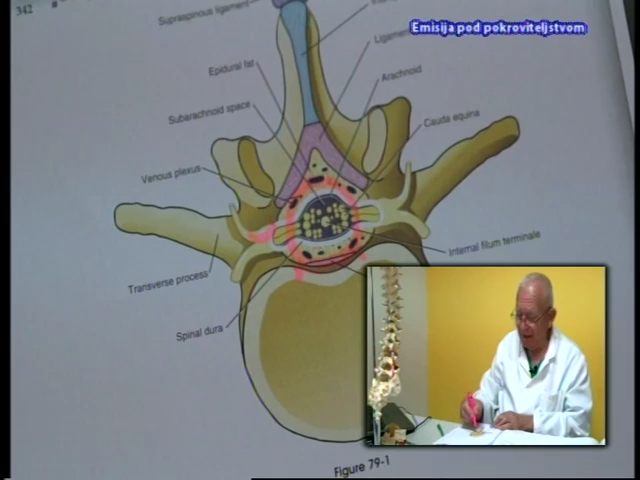 342
Supraspinous ligament
Emisija pod pokroviteljstvom
Epidural fat
Arachnoid
Subarachnoid space
Cauda equina
Venous plexus
Internal filum terminale
Transverse process
Spinal dura
Figure 79-1